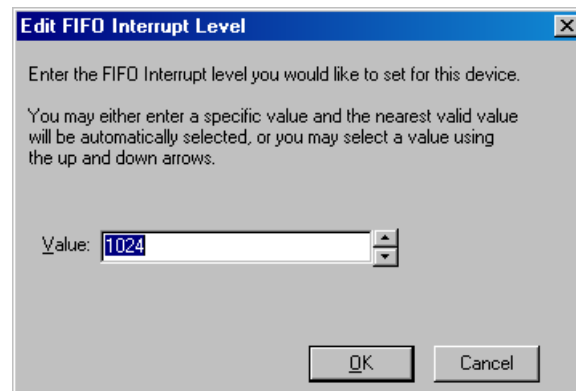 Edit FIFO Interrupt Level
Enter the FIFO Interrupt level you would like to set for this device.
You may either enter a specific value and the nearest valid value
will be automatically selected, or you may select a value using
the up and down arrows.
Value: 1024
OK Cancel